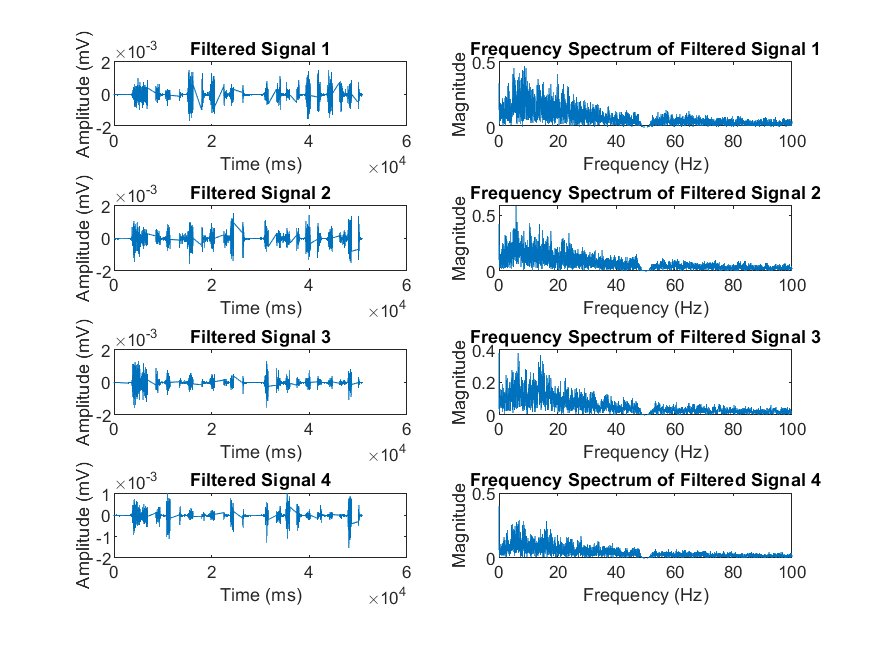 Filtered Signal 1
×10-3
Amplitude (mV)
2
0
-2
0 2 4 6
Time (ms)
×104
Frequency Spectrum of Filtered Signal 1
Magnitude
0.5
0
0 20 40 60 80 100
Frequency (Hz)
Filtered Signal 2
×10-3
Amplitude (mV)
2
0
-2
0 2 4 6
Time (ms)
×104
Frequency Spectrum of Filtered Signal 2
Magnitude
0.5
0
0 20 40 60 80 100
Frequency (Hz)
Filtered Signal 3
×10-3
Amplitude (mV)
2
0
-2
0 2 4 6
Time (ms)
×104
Frequency Spectrum of Filtered Signal 3
Magnitude
0.4
0.2
0
0 20 40 60 80 100
Frequency (Hz)
Filtered Signal 4
×10-3
Amplitude (mV)
1
0
-1
-2
0 2 4 6
Time (ms)
×104
Frequency Spectrum of Filtered Signal 4
Magnitude
0.5
0
0 20 40 60 80 100
Frequency (Hz)